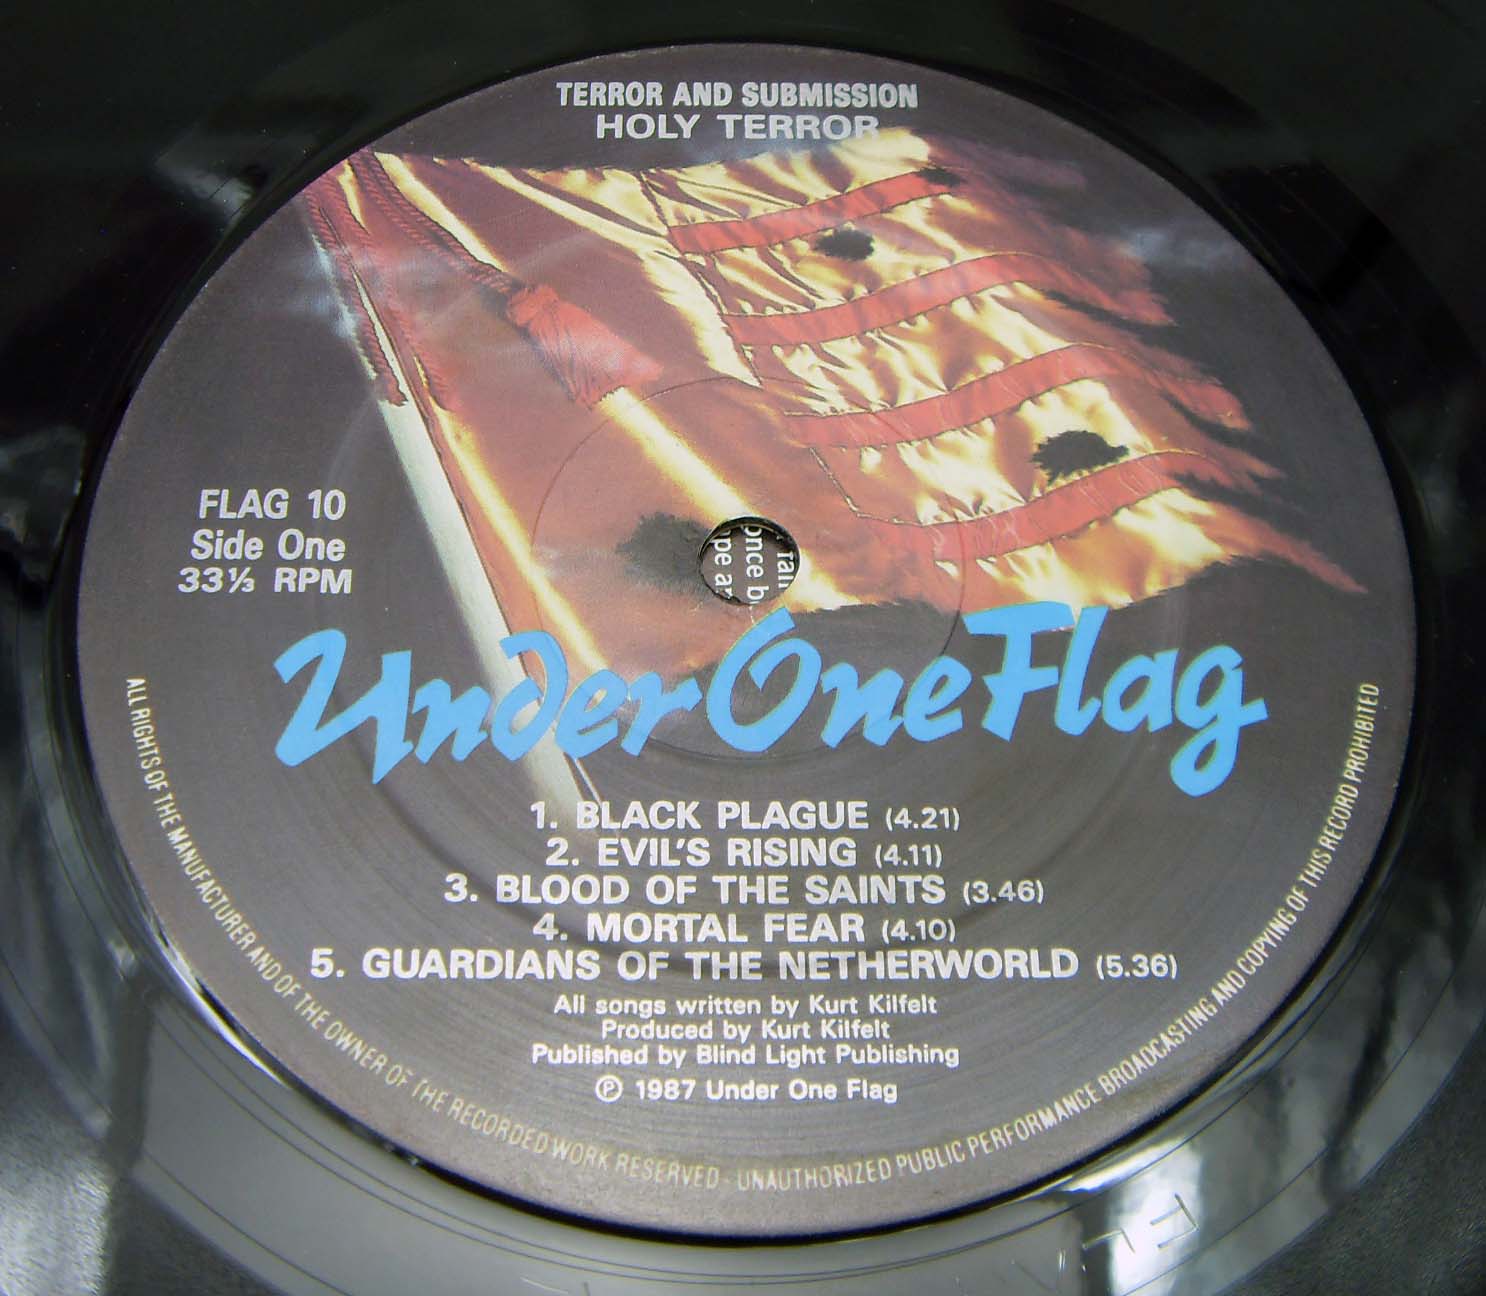 TERROR AND SUBMISSION
HOLY TERROR
FLAG 10
Side One
33⅓ RPM
Under One Flag
1. BLACK PLAGUE (4.21)
2. EVIL'S RISING (4.11)
3. BLOOD OF THE SAINTS (3.46)
4. MORTAL FEAR (4.10)
5. GUARDIANS OF THE NETHERWORLD (5.36)
All songs written by Kurt Kilfelt
Produced by Kurt Kilfelt
Published by Blind Light Publishing
℗ 1987 Under One Flag
ALL RIGHTS OF THE MANUFACTURER AND OF THE OWNER OF THE RECORDED WORK RESERVED - UNAUTHORIZED PUBLIC PERFORMANCE BROADCASTING AND COPYING OF THIS RECORD PROHIBITED
once